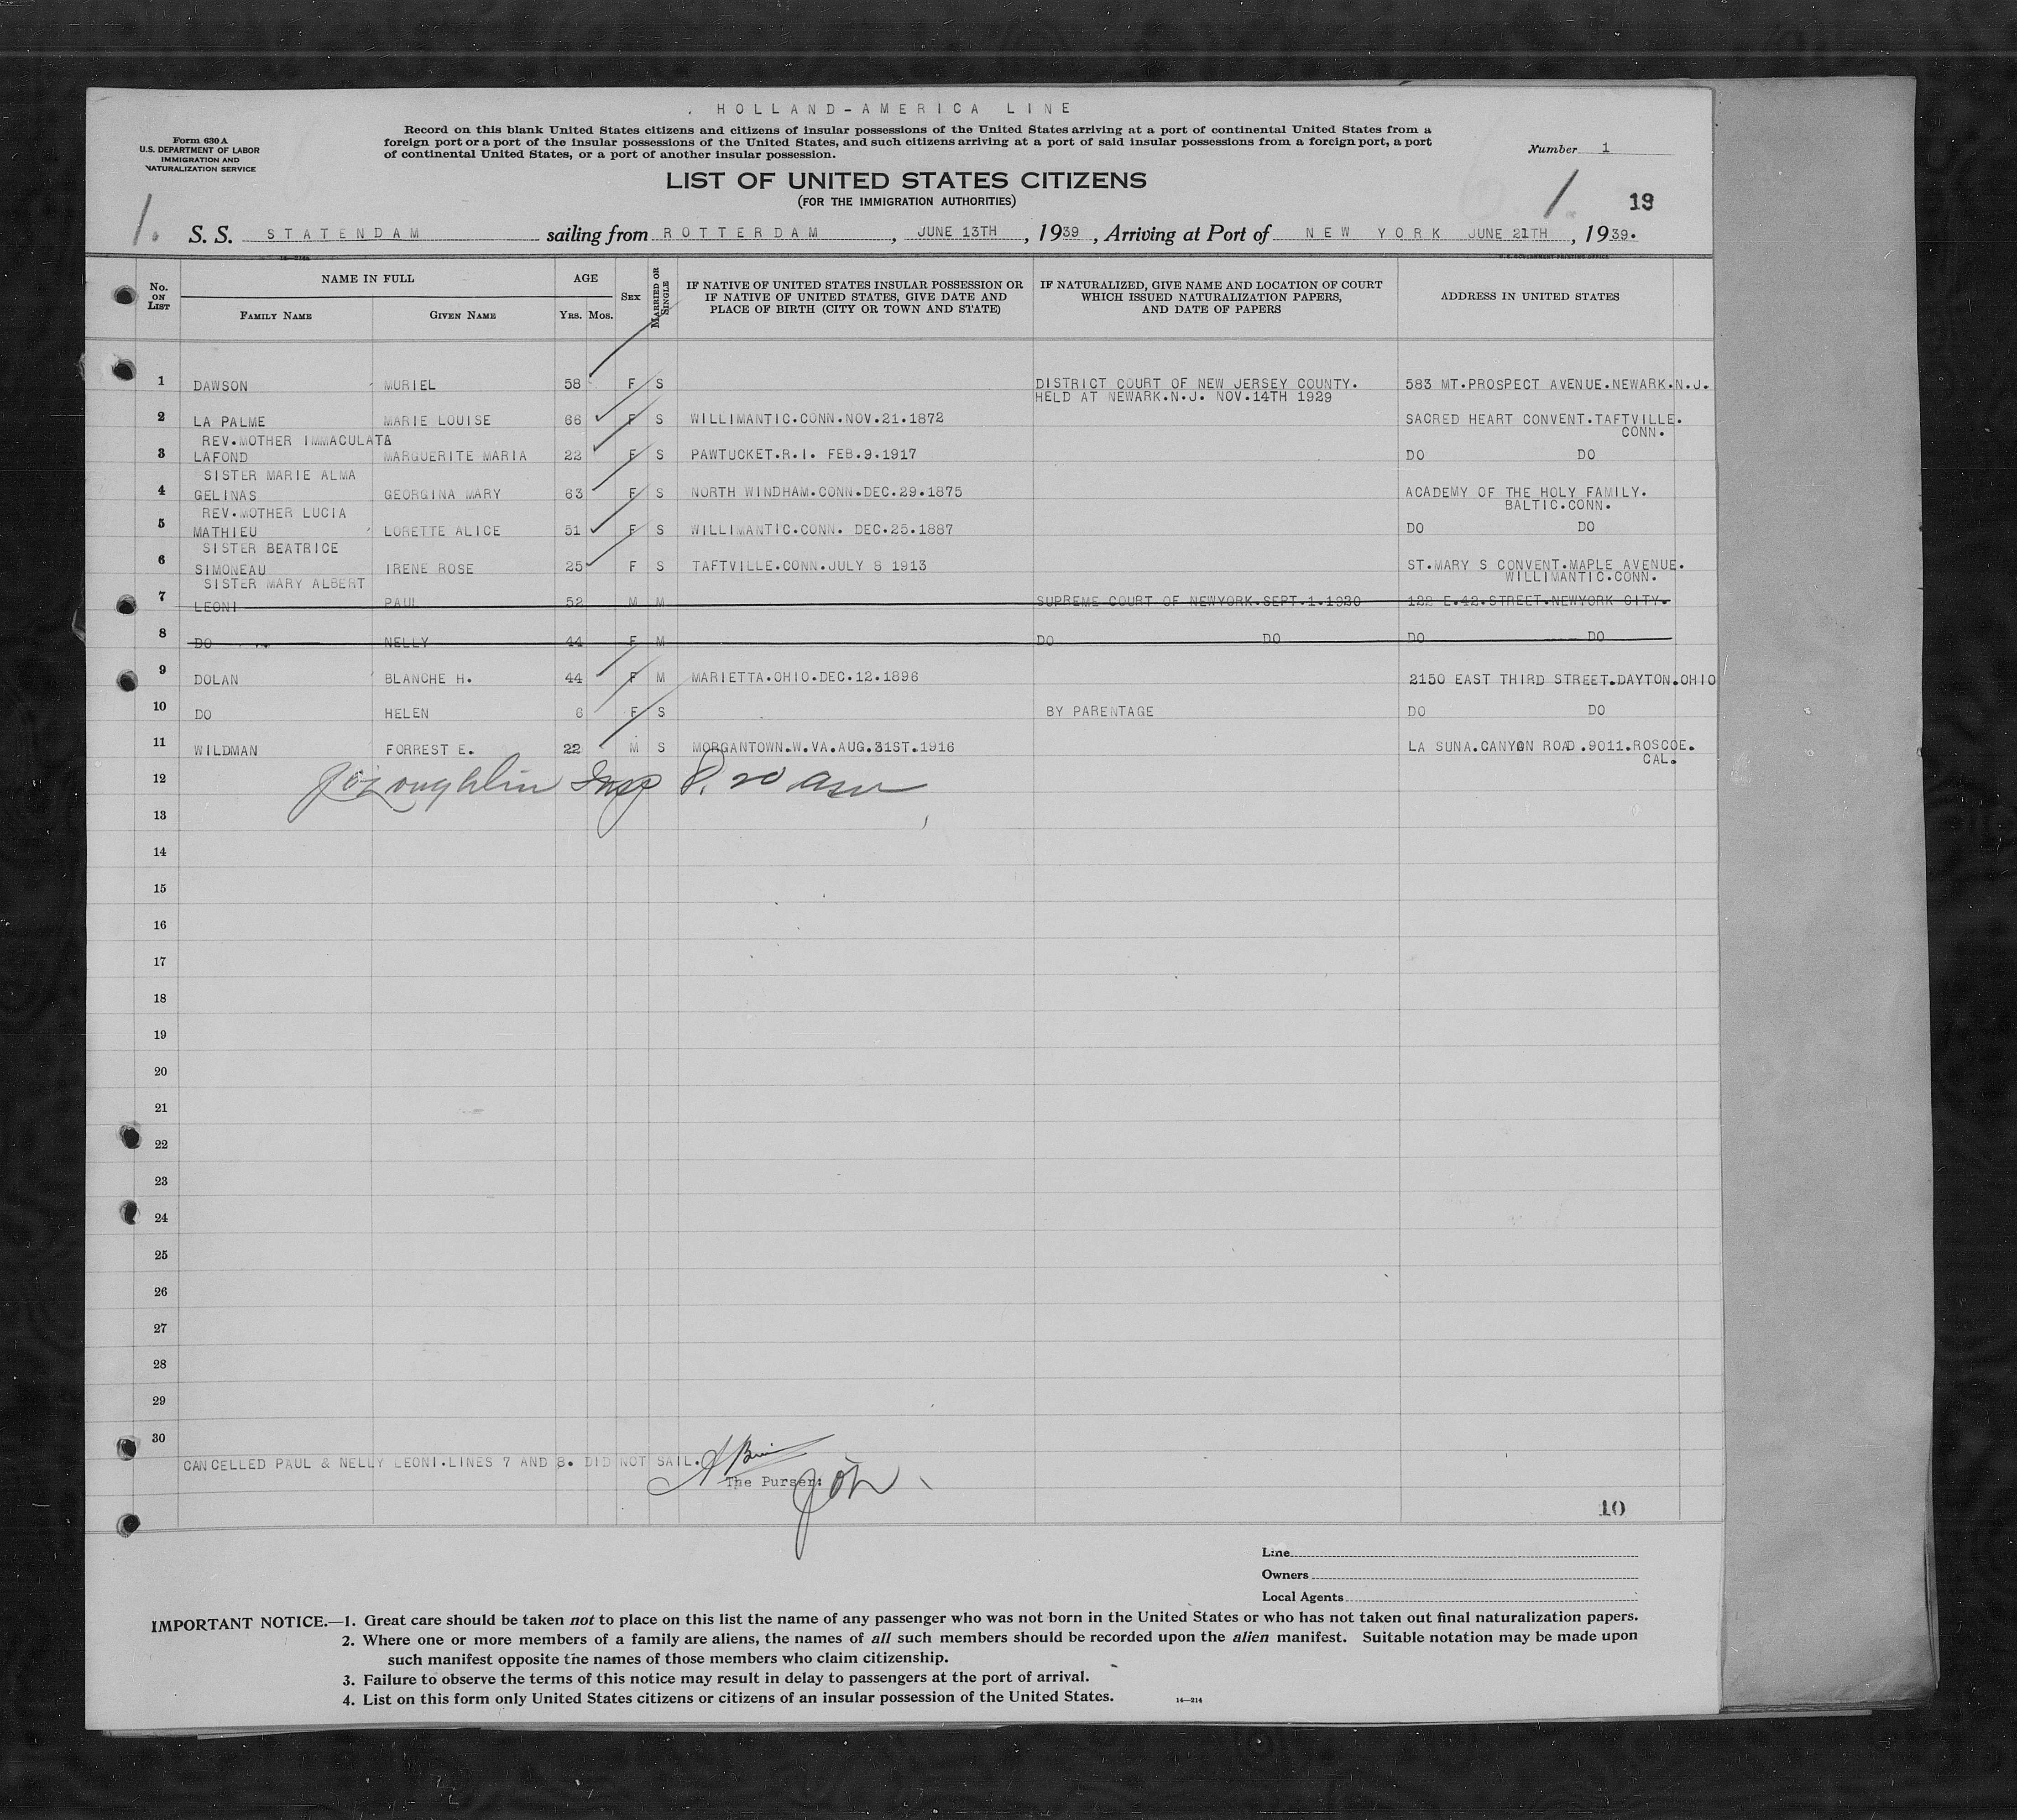 HOLLAND-AMERICA LINE
Form 630 A
U.S. DEPARTMENT OF LABOR
IMMIGRATION AND
NATURALIZATION SERVICE
Record on this blank United States citizens and citizens of insular possessions of the United States arriving at a port of continental United States from a
foreign port or a port of the insular possessions of the United States, and such citizens arriving at a port of said insular possessions from a foreign port, a port
of continental United States, or a port of another insular possession.
Number 1
LIST OF UNITED STATES CITIZENS
(FOR THE IMMIGRATION AUTHORITIES)
1. 1. 19
S. S. STATENDAM sailing from ROTTERDAM, JUNE 13TH, 1939, Arriving at Port of NEW YORK JUNE 21TH, 1939.
No. ON LIST NAME IN FULL AGE SEX MARRIED OR SINGLE IF NATIVE OF UNITED STATES INSULAR POSSESSION OR IF NATIVE OF UNITED STATES, GIVE DATE AND PLACE OF BIRTH (CITY OR TOWN AND STATE) IF NATURALIZED, GIVE NAME AND LOCATION OF COURT WHICH ISSUED NATURALIZATION PAPERS, AND DATE OF PAPERS ADDRESS IN UNITED STATES
FAMILY NAME GIVEN NAME YRS. MOS.
1 DAWSON MURIEL 58 F S DISTRICT COURT OF NEW JERSEY COUNTY. 583 MT.PROSPECT AVENUE.NEWARK.N.J.
HELD AT NEWARK.N.J. NOV.14TH 1929
2 LA PALME MARIE LOUISE 66 F S WILLIMANTIC.CONN.NOV.21.1872 SACRED HEART CONVENT.TAFTVILLE.
REV.MOTHER IMMACULATA CONN.
3 LAFOND MARGUERITE MARIA 22 F S PAWTUCKET.R.I. FEB.9.1917 DO DO
SISTER MARIE ALMA
4 GELINAS GEORGINA MARY 63 F S NORTH WINDHAM.CONN.DEC.29.1875 ACADEMY OF THE HOLY FAMILY.
REV.MOTHER LUCIA BALTIC.CONN.
5 MATHIEU LORETTE ALICE 51 F S WILLIMANTIC.CONN. DEC.25.1887 DO DO
SISTER BEATRICE
6 SIMONEAU IRENE ROSE 25 F S TAFTVILLE.CONN.JULY 8 1913 ST.MARY S CONVENT.MAPLE AVENUE.
SISTER MARY ALBERT WILLIMANTIC.CONN.
7 LEONI PAUL 52 M M SUPREME COURT OF NEWYORK.SEPT.1.1930 122 E.42.STREET.NEWYORK CITY.
8 DO NELLY 44 F M DO DO DO DO
9 DOLAN BLANCHE H. 44 F M MARIETTA.OHIO.DEC.12.1896 2150 EAST THIRD STREET.DAYTON.OHIO
10 DO HELEN 6 F S BY PARENTAGE DO DO
11 WILDMAN FORREST E. 22 M S MORGANTOWN.W.VA.AUG.31ST.1916 LA SUNA.CANYON ROAD.9011.ROSCOE.
CAL.
12 Insp
13
14
15
16
17
18
19
20
21
22
23
24
25
26
27
28
29
30
CANCELLED PAUL & NELLY LEONI.LINES 7 AND 8. DID NOT SAIL.
The Purser:
10
Line
Owners
Local Agents
IMPORTANT NOTICE.—1. Great care should be taken not to place on this list the name of any passenger who was not born in the United States or who has not taken out final naturalization papers.
2. Where one or more members of a family are aliens, the names of all such members should be recorded upon the alien manifest. Suitable notation may be made upon
such manifest opposite the names of those members who claim citizenship.
3. Failure to observe the terms of this notice may result in delay to passengers at the port of arrival.
4. List on this form only United States citizens or citizens of an insular possession of the United States. 14—214